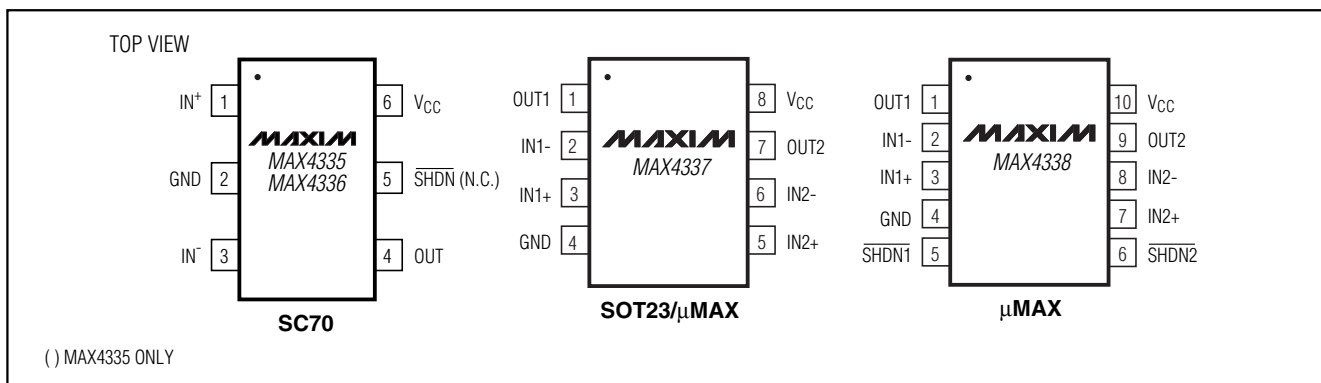 TOP VIEW
IN+ 1
GND 2
IN- 3
MAXIM
MAX4335
MAX4336
6 VCC
5 SHDN (N.C.)
4 OUT
SC70
OUT1 1
IN1- 2
IN1+ 3
GND 4
MAXIM
MAX4337
8 VCC
7 OUT2
6 IN2-
5 IN2+
SOT23/μMAX
OUT1 1
IN1- 2
IN1+ 3
GND 4
SHDN1 5
MAXIM
MAX4338
10 VCC
9 OUT2
8 IN2-
7 IN2+
6 SHDN2
μMAX
( ) MAX4335 ONLY